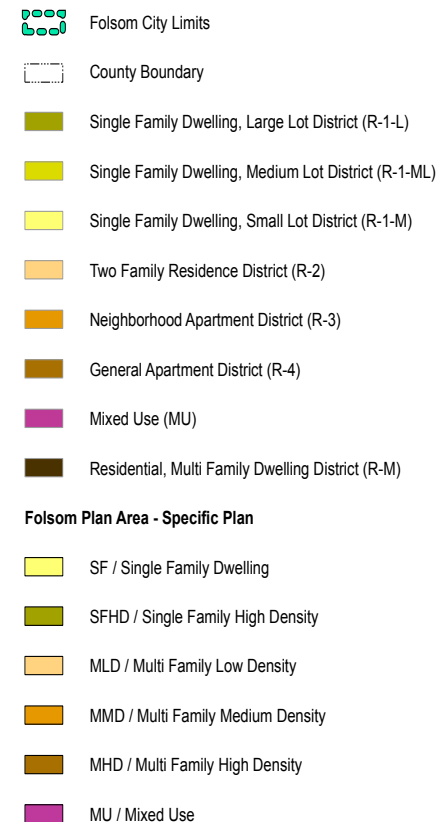 Folsom City Limits
County Boundary
Single Family Dwelling, Large Lot District (R-1-L)
Single Family Dwelling, Medium Lot District (R-1-ML)
Single Family Dwelling, Small Lot District (R-1-M)
Two Family Residence District (R-2)
Neighborhood Apartment District (R-3)
General Apartment District (R-4)
Mixed Use (MU)
Residential, Multi Family Dwelling District (R-M)
Folsom Plan Area - Specific Plan
SF / Single Family Dwelling
SFHD / Single Family High Density
MLD / Multi Family Low Density
MMD / Multi Family Medium Density
MHD / Multi Family High Density
MU / Mixed Use